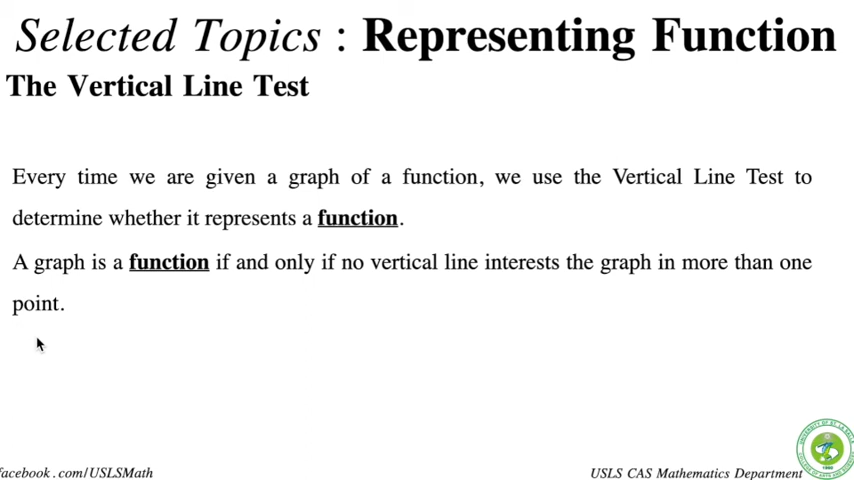 Selected Topics : Representing Function
The Vertical Line Test
Every time we are given a graph of a function, we use the Vertical Line Test to
determine whether it represents a function.
A graph is a function if and only if no vertical line interests the graph in more than one
point.
facebook . com/USLSMath
USLS CAS Mathematics Department